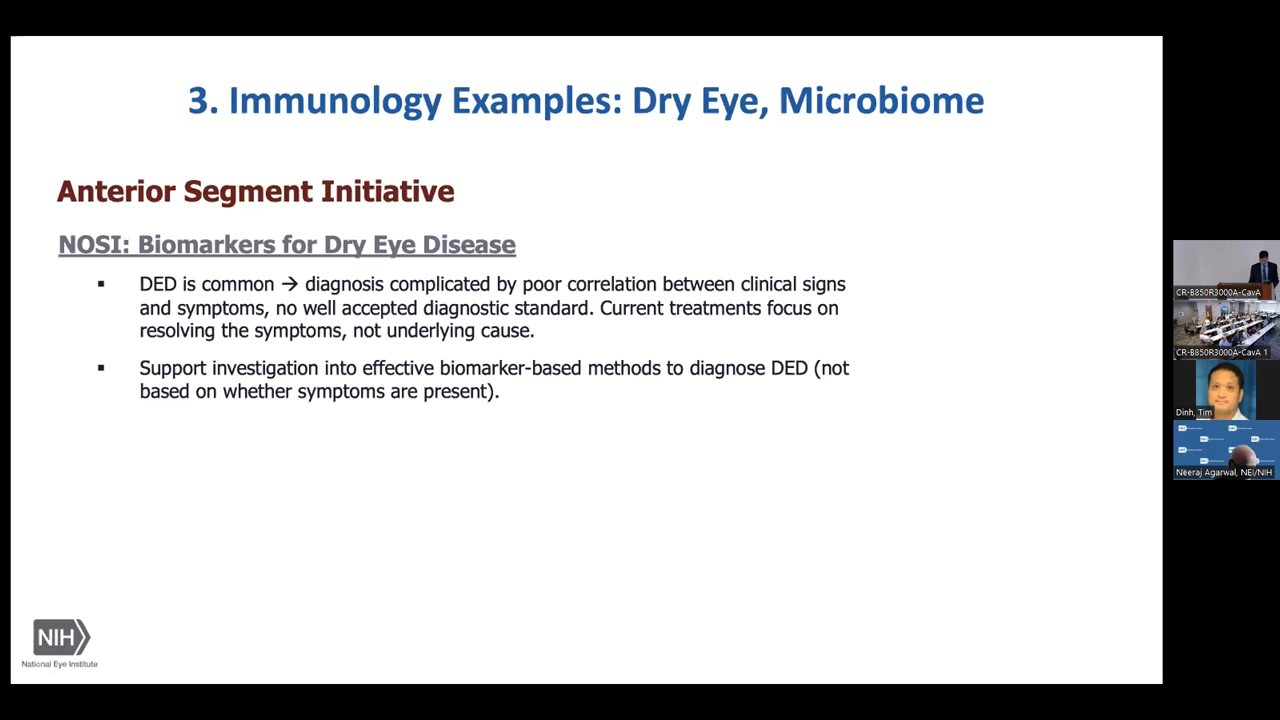 3. Immunology Examples: Dry Eye, Microbiome
Anterior Segment Initiative
NOSI: Biomarkers for Dry Eye Disease
▪ DED is common → diagnosis complicated by poor correlation between clinical signs
and symptoms, no well accepted diagnostic standard. Current treatments focus on
resolving the symptoms, not underlying cause.
▪ Support investigation into effective biomarker-based methods to diagnose DED (not
based on whether symptoms are present).
NIH
National Eye Institute
CR-B850R3000A-CavA
CR-B850R3000A-CavA 1
Dinh, Tim
Neeraj Agarwal, NEI/NIH